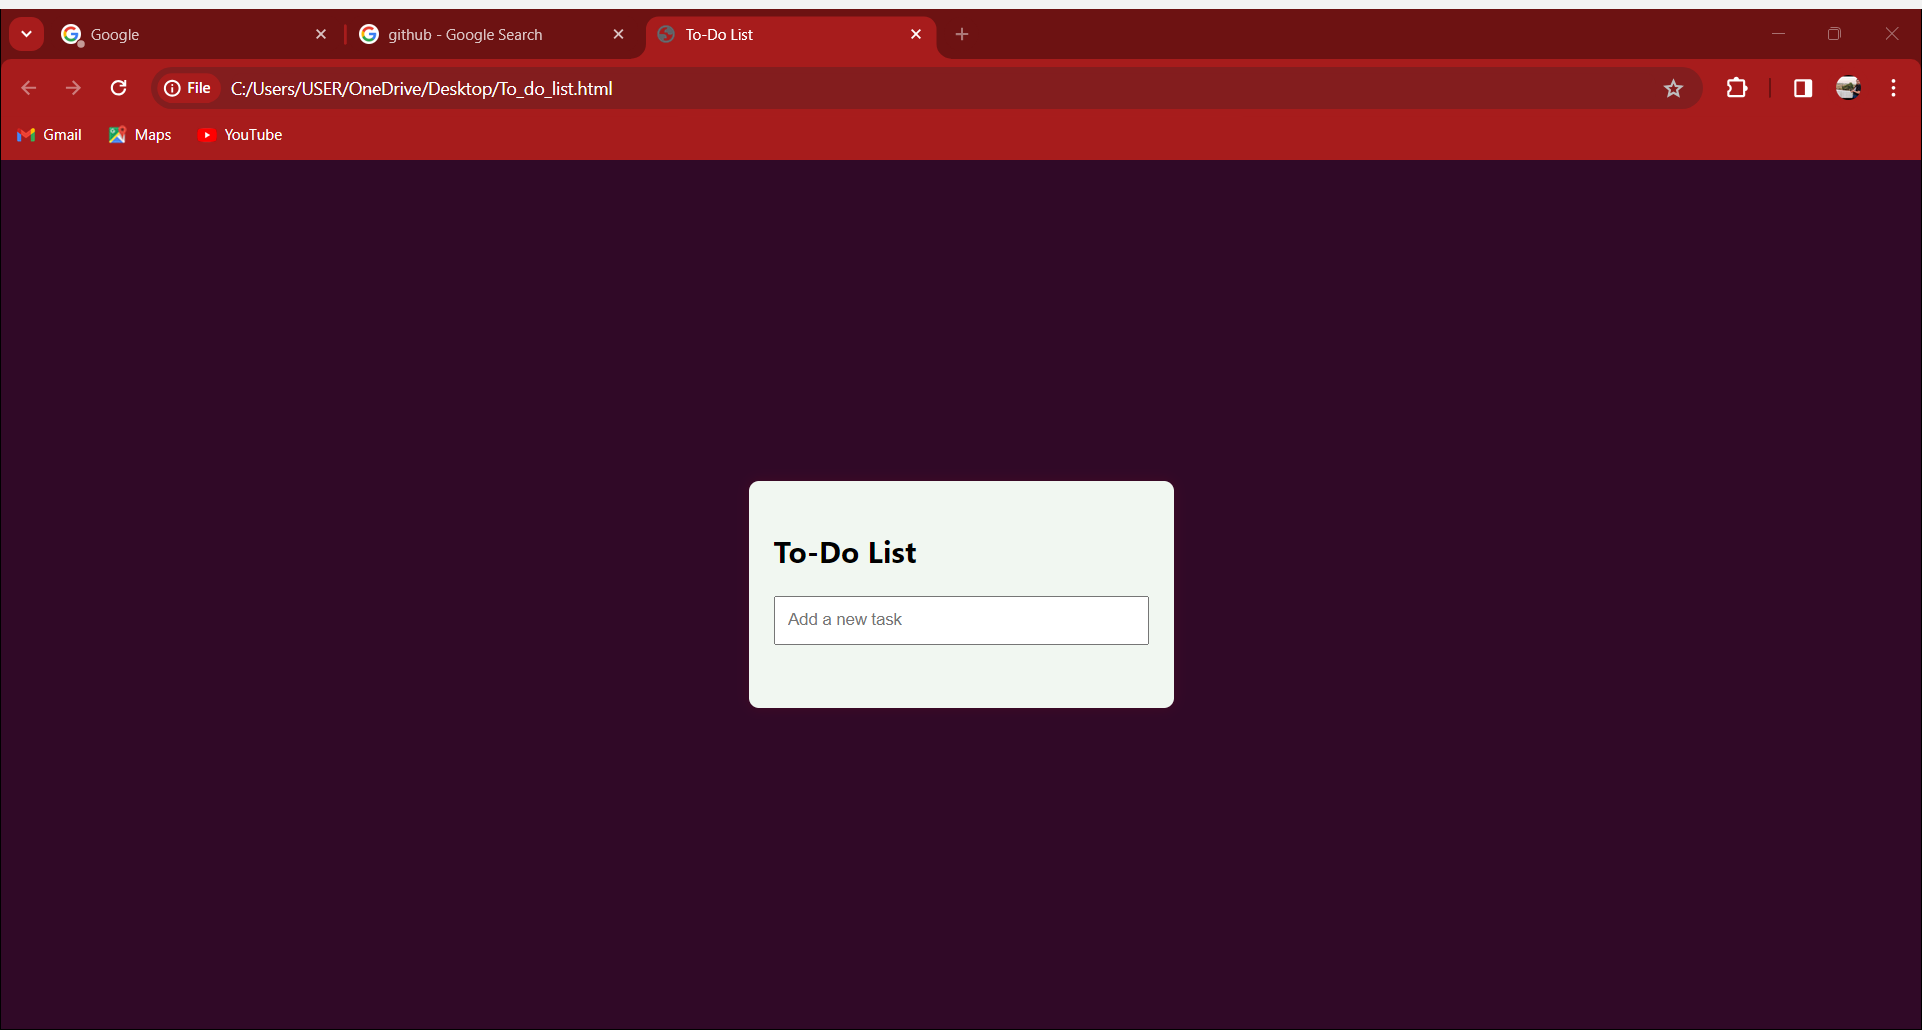 Google
github - Google Search
To-Do List
File
C:/Users/USER/OneDrive/Desktop/To_do_list.html
Gmail
Maps
YouTube
To-Do List
Add a new task